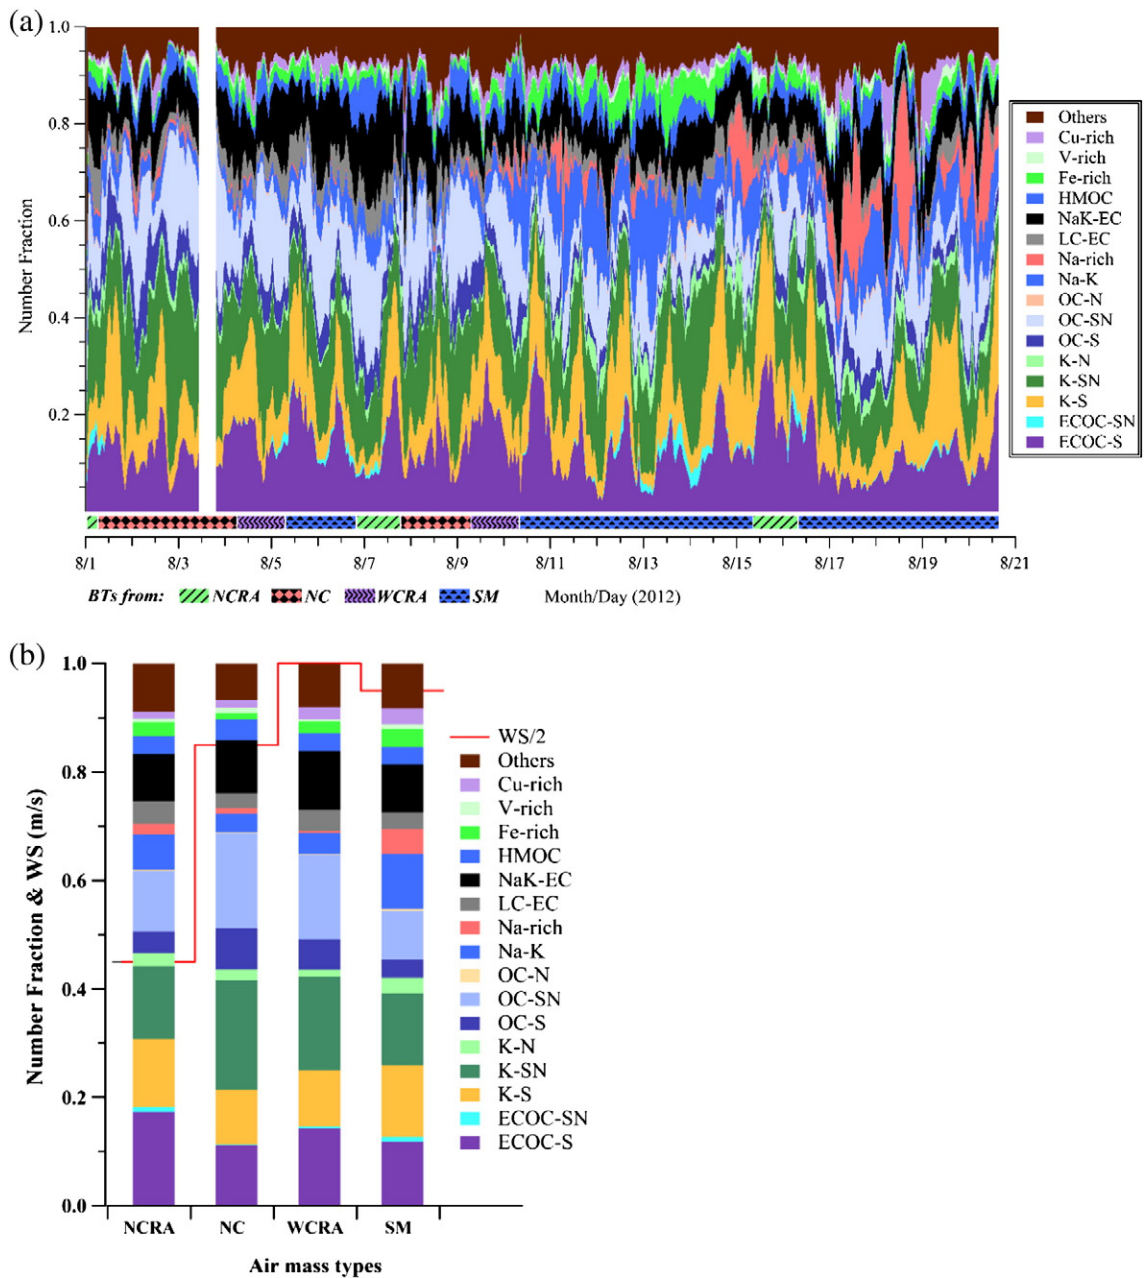 (a)
1.0
0.8
0.6
0.4
0.2
Number Fraction
Others
Cu-rich
V-rich
Fe-rich
HMOC
NaK-EC
LC-EC
Na-rich
Na-K
OC-N
OC-SN
OC-S
K-N
K-SN
K-S
ECOC-SN
ECOC-S
8/1 8/3 8/5 8/7 8/9 8/11 8/13 8/15 8/17 8/19 8/21
BTs from: NCRA NC WCRA SM Month/Day (2012)
(b)
1.0
0.8
0.6
0.4
0.2
0.0
Number Fraction & WS (m/s)
WS/2
Others
Cu-rich
V-rich
Fe-rich
HMOC
NaK-EC
LC-EC
Na-rich
Na-K
OC-N
OC-SN
OC-S
K-N
K-SN
K-S
ECOC-SN
ECOC-S
NCRA NC WCRA SM
Air mass types